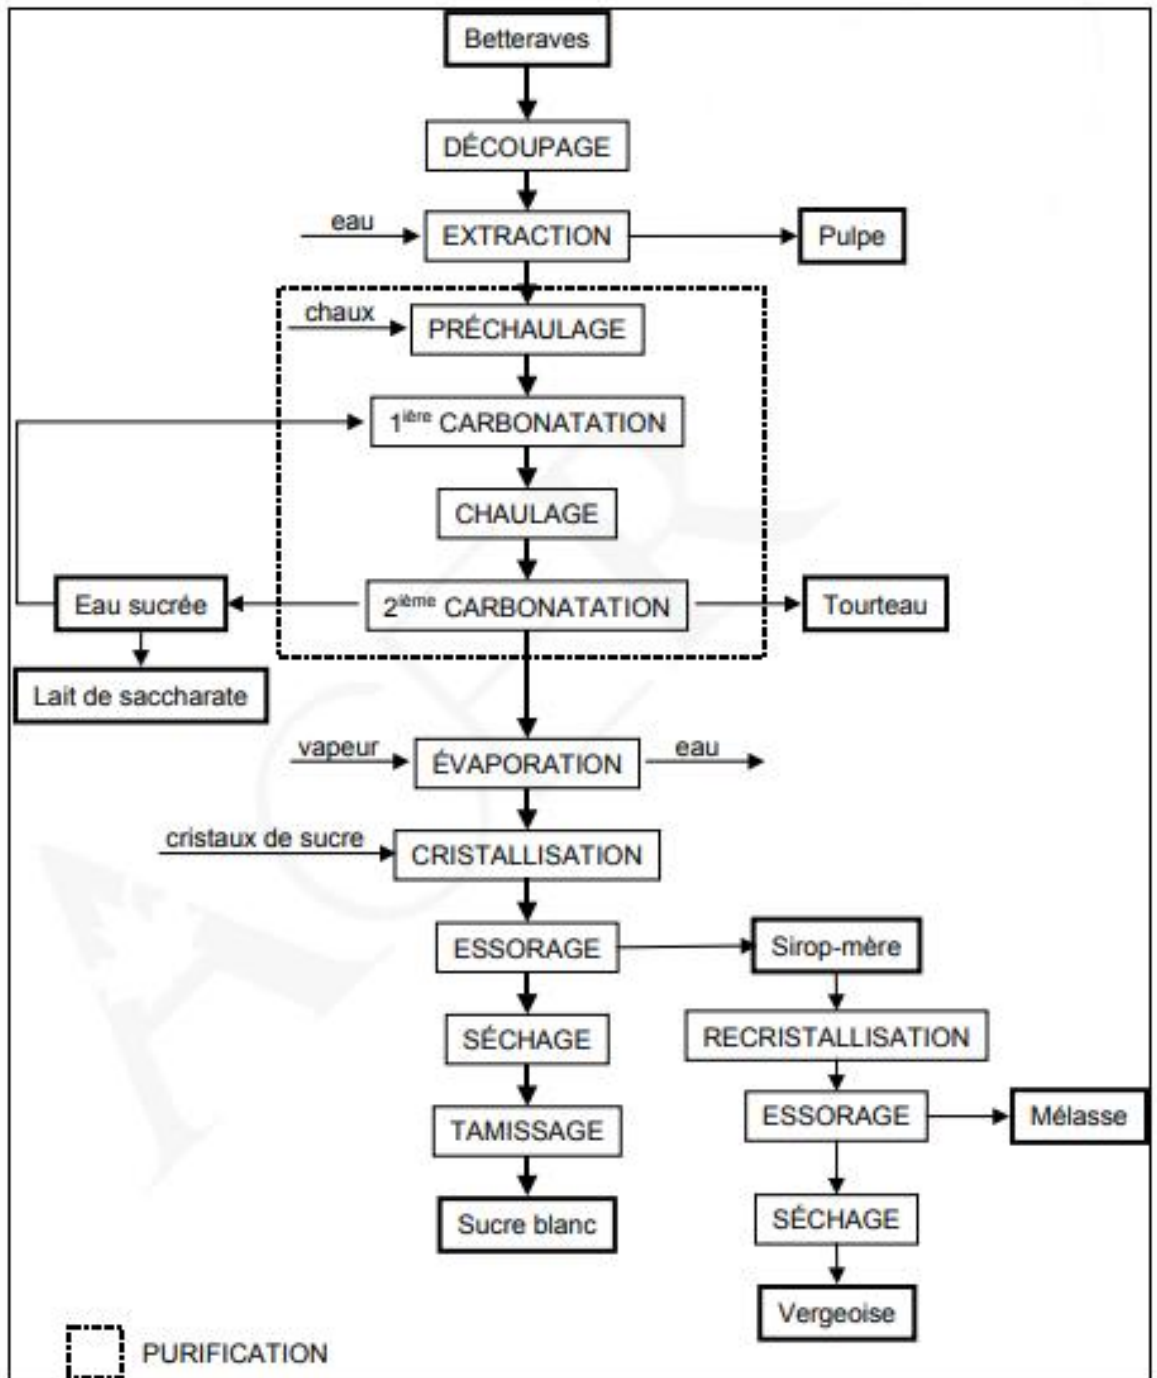 Betteraves
DÉCOUPAGE
eau
EXTRACTION
Pulpe
chaux
PRÉCHAULAGE
1ière CARBONATATION
CHAULAGE
Eau sucrée
2ième CARBONATATION
Tourteau
Lait de saccharate
vapeur
ÉVAPORATION
eau
cristaux de sucre
CRISTALLISATION
ESSORAGE
Sirop-mère
SÉCHAGE
RECRISTALLISATION
TAMISSAGE
ESSORAGE
Mélasse
Sucre blanc
SÉCHAGE
Vergeoise
PURIFICATION
ACER